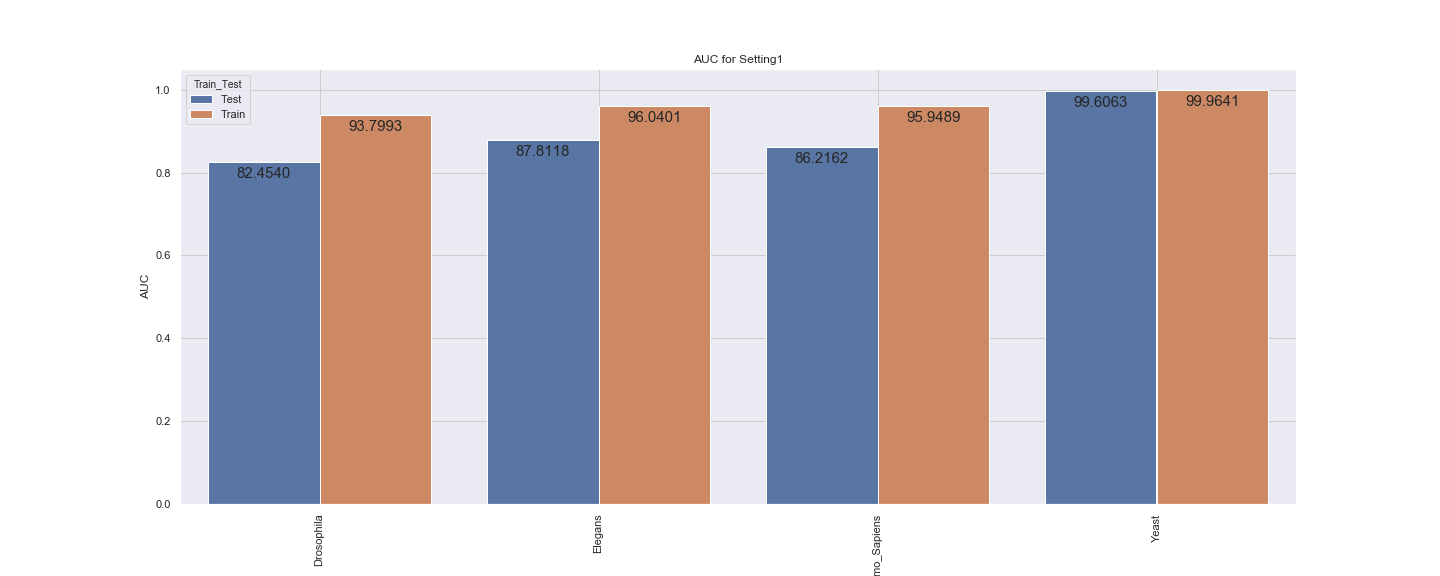 AUC for Setting1
Train_Test
Test
Train
AUC
1.0
0.8
0.6
0.4
0.2
0.0
82.4540
93.7993
87.8118
96.0401
86.2162
95.9489
99.6063
99.9641
Drosophila
Elegans
mo_Sapiens
Yeast